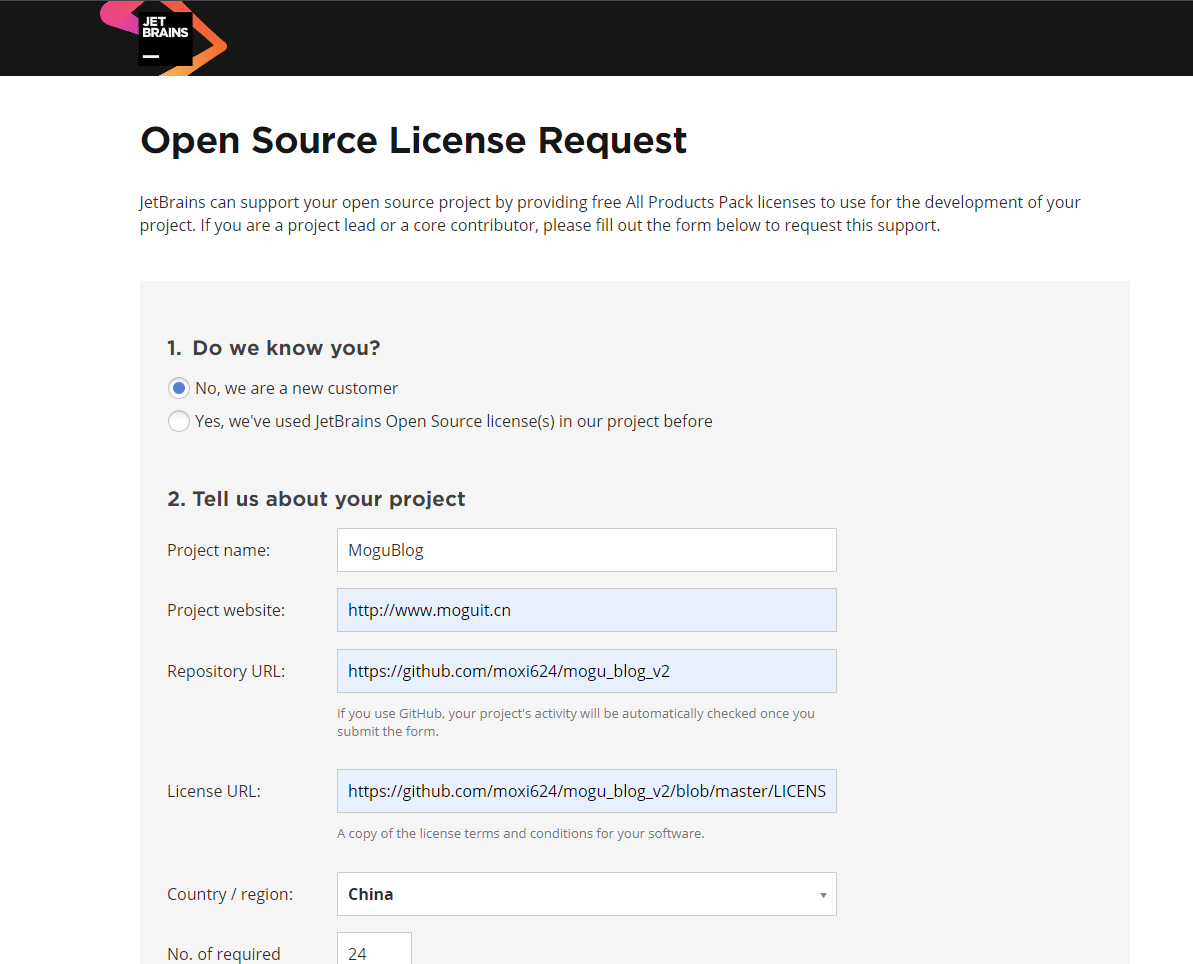 JET
BRAINS
Open Source License Request
JetBrains can support your open source project by providing free All Products Pack licenses to use for the development of your
project. If you are a project lead or a core contributor, please fill out the form below to request this support.
1. Do we know you?
No, we are a new customer
Yes, we've used JetBrains Open Source license(s) in our project before
2. Tell us about your project
Project name:
MoguBlog
Project website:
http://www.moguit.cn
Repository URL:
https://github.com/moxi624/mogu_blog_v2
If you use GitHub, your project's activity will be automatically checked once you
submit the form.
License URL:
https://github.com/moxi624/mogu_blog_v2/blob/master/LICENS
A copy of the license terms and conditions for your software.
Country / region:
China
No. of required
24